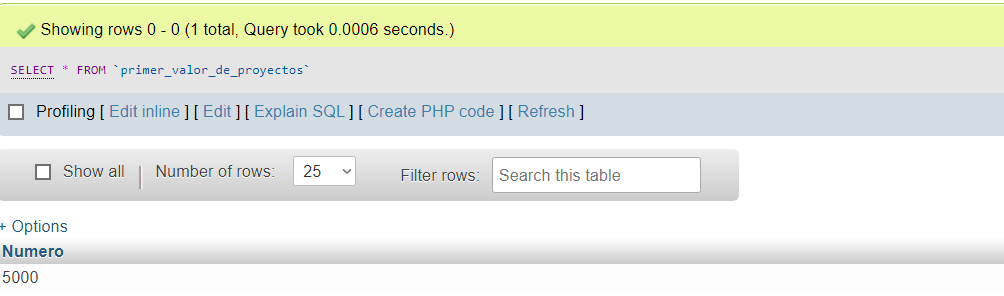 Showing rows 0 - 0 (1 total, Query took 0.0006 seconds.)
SELECT * FROM `primer_valor_de_proyectos`
Profiling [ Edit inline ] [ Edit ] [ Explain SQL ] [ Create PHP code ] [ Refresh ]
Show all | Number of rows: 25 Filter rows: Search this table
+ Options
Numero
5000